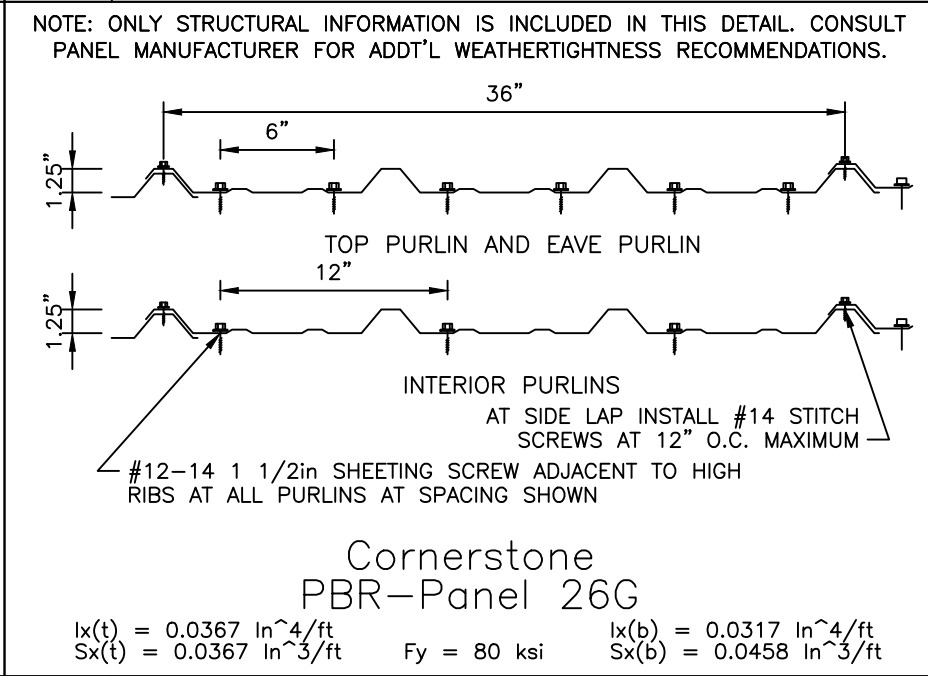 NOTE: ONLY STRUCTURAL INFORMATION IS INCLUDED IN THIS DETAIL. CONSULT
PANEL MANUFACTURER FOR ADDT'L WEATHERTIGHTNESS RECOMMENDATIONS.
36"
6"
1.25"
TOP PURLIN AND EAVE PURLIN
12"
1.25"
INTERIOR PURLINS
AT SIDE LAP INSTALL #14 STITCH
SCREWS AT 12" O.C. MAXIMUM
#12-14 1 1/2in SHEETING SCREW ADJACENT TO HIGH
RIBS AT ALL PURLINS AT SPACING SHOWN
Cornerstone
PBR-Panel 26G
Ix(t) = 0.0367 In^4/ft Ix(b) = 0.0317 In^4/ft
Sx(t) = 0.0367 In^3/ft Fy = 80 ksi Sx(b) = 0.0458 In^3/ft